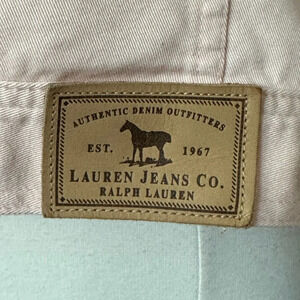 AUTHENTIC DENIM OUTFITTERS
EST. 1967
LAUREN JEANS CO.
RALPH LAUREN